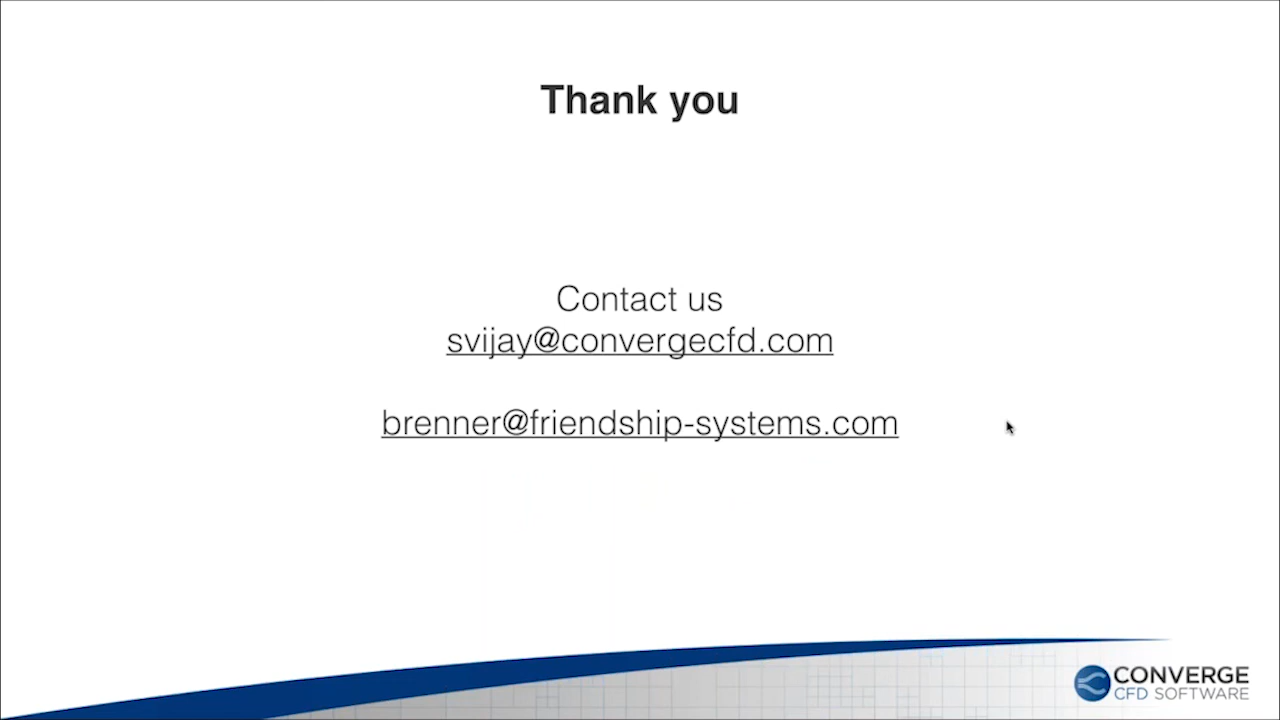 Thank you
Contact us
svijay@convergecfd.com
brenner@friendship-systems.com
CONVERGE
CFD SOFTWARE